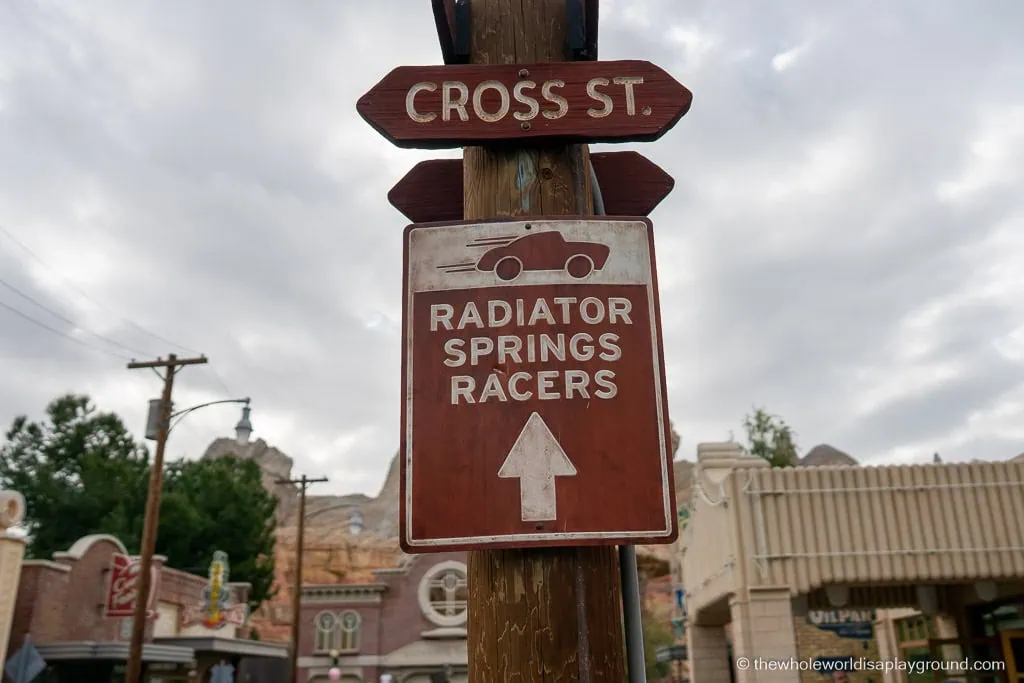 CROSS ST.
RADIATOR
SPRINGS
RACERS
© thewholeworldisaplayground.com